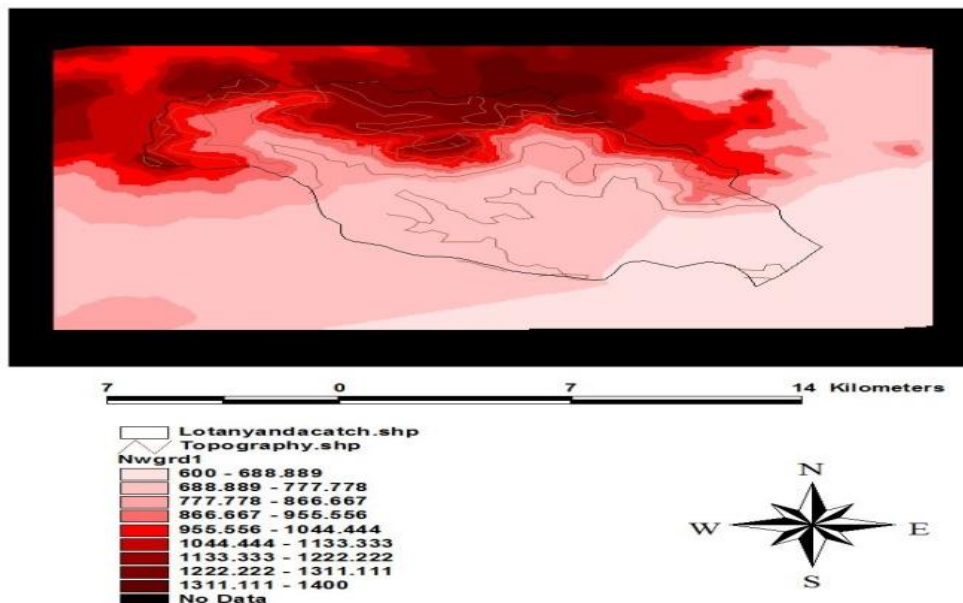 7 0 7 14 Kilometers
Lotanyandacatch.shp
Topography.shp
Nwgrd1
600 - 688.889
688.889 - 777.778
777.778 - 866.667
866.667 - 955.556
955.556 - 1044.444
1044.444 - 1133.333
1133.333 - 1222.222
1222.222 - 1311.111
1311.111 - 1400
No Data
N
W E
S